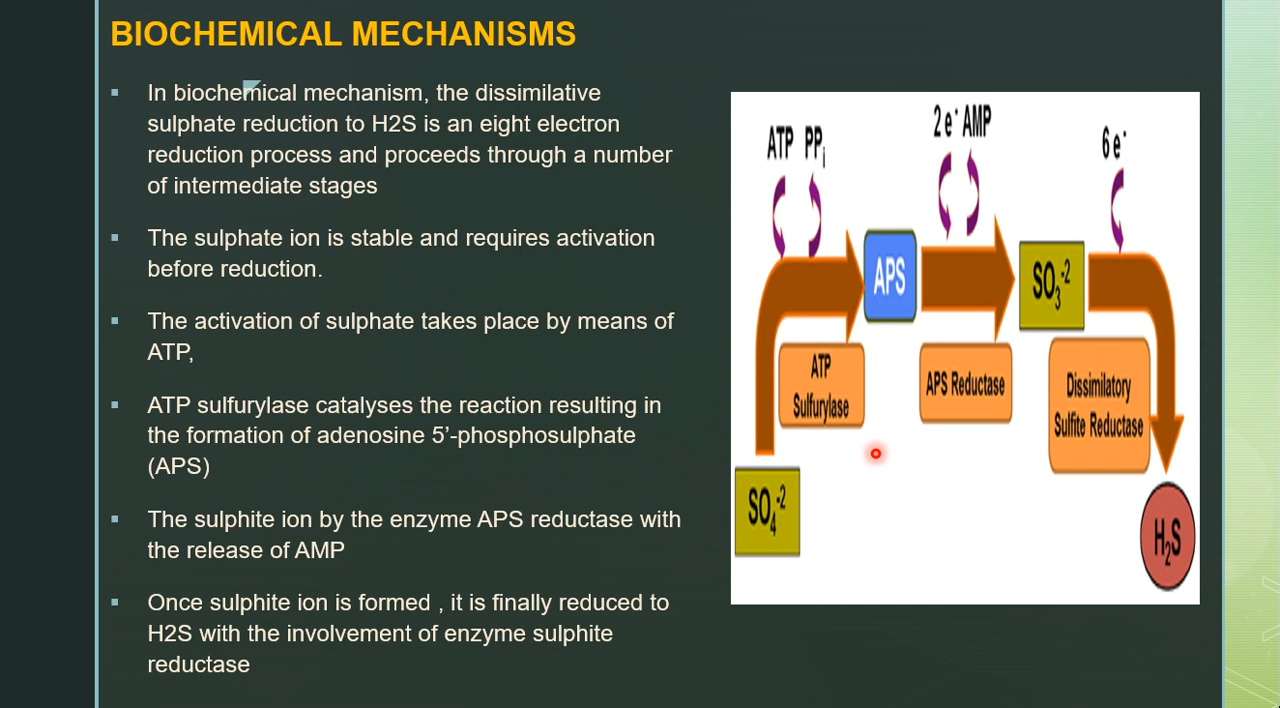 BIOCHEMICAL MECHANISMS
▪ In biochemical mechanism, the dissimilative
sulphate reduction to H2S is an eight electron
reduction process and proceeds through a number
of intermediate stages
▪ The sulphate ion is stable and requires activation
before reduction.
▪ The activation of sulphate takes place by means of
ATP,
▪ ATP sulfurylase catalyses the reaction resulting in
the formation of adenosine 5’-phosphosulphate
(APS)
▪ The sulphite ion by the enzyme APS reductase with
the release of AMP
▪ Once sulphite ion is formed , it is finally reduced to
H2S with the involvement of enzyme sulphite
reductase
ATP PPi
2 e- AMP
6 e-
APS
SO3-2
ATP
Sulfurylase
APS Reductase
Dissimilatory
Sulfite Reductase
SO4-2
H2S